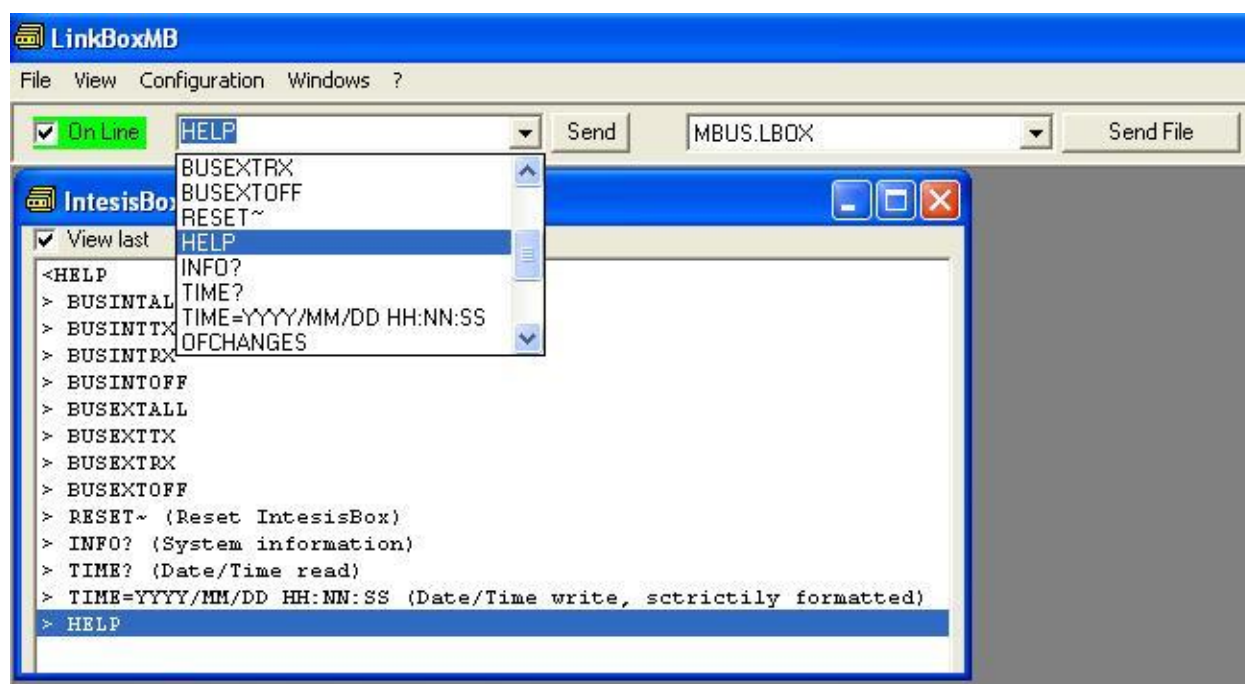 LinkBoxMB
File View Configuration Windows ?
On Line HELP Send MBUS.LBOX Send File
BUSEXTRX
BUSEXTOFF
RESET~
HELP
INFO?
TIME?
TIME=YYYY/MM/DD HH:NN:SS
OFCHANGES
IntesisBo
View last
<HELP
> BUSINTAL
> BUSINTTX
> BUSINTRX
> BUSINTOFF
> BUSEXTALL
> BUSEXTTX
> BUSEXTRX
> BUSEXTOFF
> RESET~ (Reset IntesisBox)
> INFO? (System information)
> TIME? (Date/Time read)
> TIME=YYYY/MM/DD HH:NN:SS (Date/Time write, sctrictily formatted)
> HELP